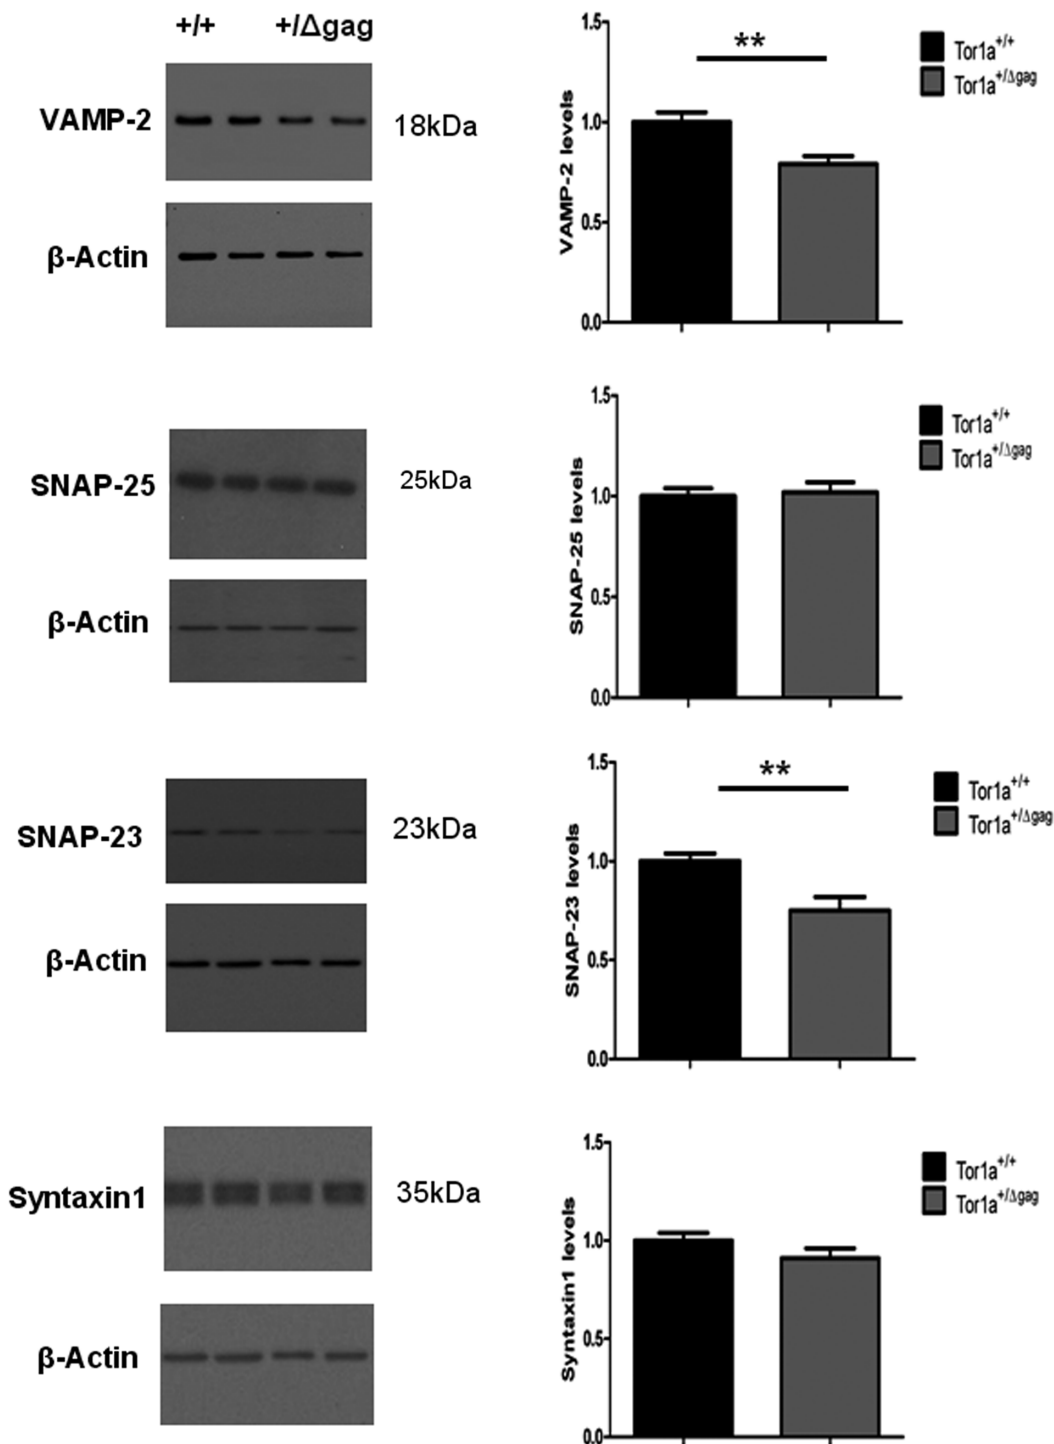 +/+ +/Δgag
VAMP-2
18kDa
β-Actin
VAMP-2 levels
1.5
1.0
0.5
0.0
**
Tor1a+/+
Tor1a+/Δgag
SNAP-25
25kDa
β-Actin
SNAP-25 levels
1.5
1.0
0.5
0.0
Tor1a+/+
Tor1a+/Δgag
SNAP-23
23kDa
β-Actin
SNAP-23 levels
1.5
1.0
0.5
0.0
**
Tor1a+/+
Tor1a+/Δgag
Syntaxin1
35kDa
β-Actin
Syntaxin1 levels
1.5
1.0
0.5
0.0
Tor1a+/+
Tor1a+/Δgag